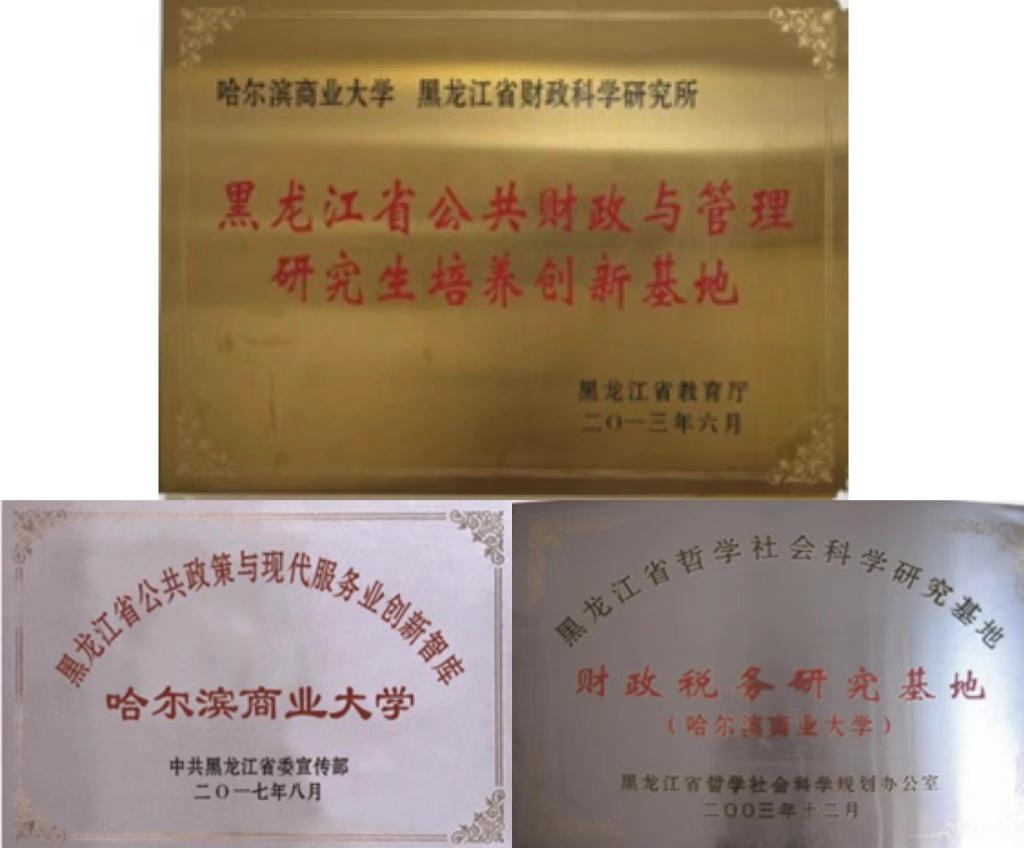 哈尔滨商业大学 黑龙江省财政科学研究所
黑龙江省公共财政与管理
研究生培养创新基地
黑龙江省教育厅
二〇一三年六月
黑龙江省公共政策与现代服务业创新智库
哈尔滨商业大学
中共黑龙江省委宣传部
二〇一七年八月
黑龙江省哲学社会科学研究基地
财政税务研究基地
（哈尔滨商业大学）
黑龙江省哲学社会科学规划办公室
二〇〇三年十二月